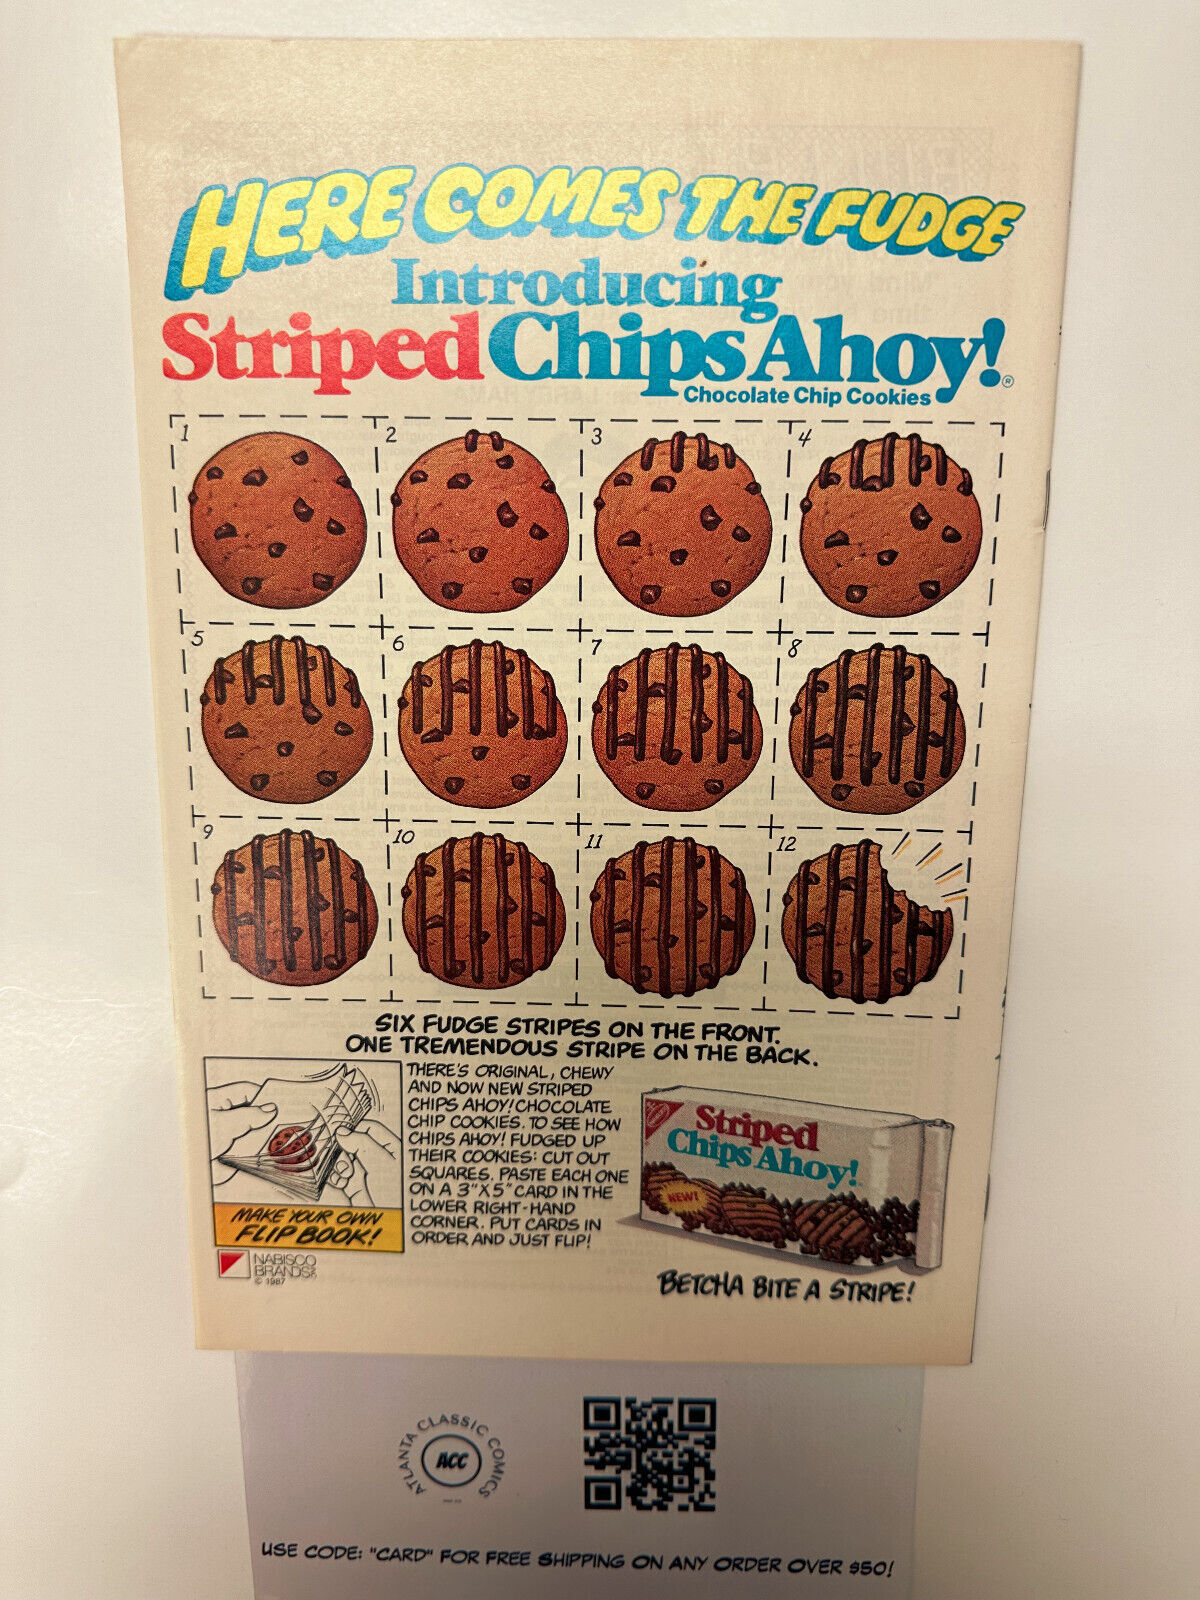 HERE COMES THE FUDGE
Introducing
Striped Chips Ahoy!®
Chocolate Chip Cookies
1 2 3 4
5 6 7 8
9 10 11 12
SIX FUDGE STRIPES ON THE FRONT.
ONE TREMENDOUS STRIPE ON THE BACK.
THERE'S ORIGINAL, CHEWY
AND NOW NEW STRIPED
CHIPS AHOY! CHOCOLATE
CHIP COOKIES. TO SEE HOW
CHIPS AHOY! FUDGED UP
THEIR COOKIES: CUT OUT
SQUARES. PASTE EACH ONE
ON A 3" X 5" CARD IN THE
LOWER RIGHT-HAND
CORNER. PUT CARDS IN
ORDER AND JUST FLIP!
MAKE YOUR OWN
FLIP BOOK!
NABISCO
BRANDS
© 1987
Striped
Chips Ahoy!
NEW!
BETCHA BITE A STRIPE!
ATLANTA CLASSIC COMICS
ACC
USE CODE: "CARD" FOR FREE SHIPPING ON ANY ORDER OVER $50!